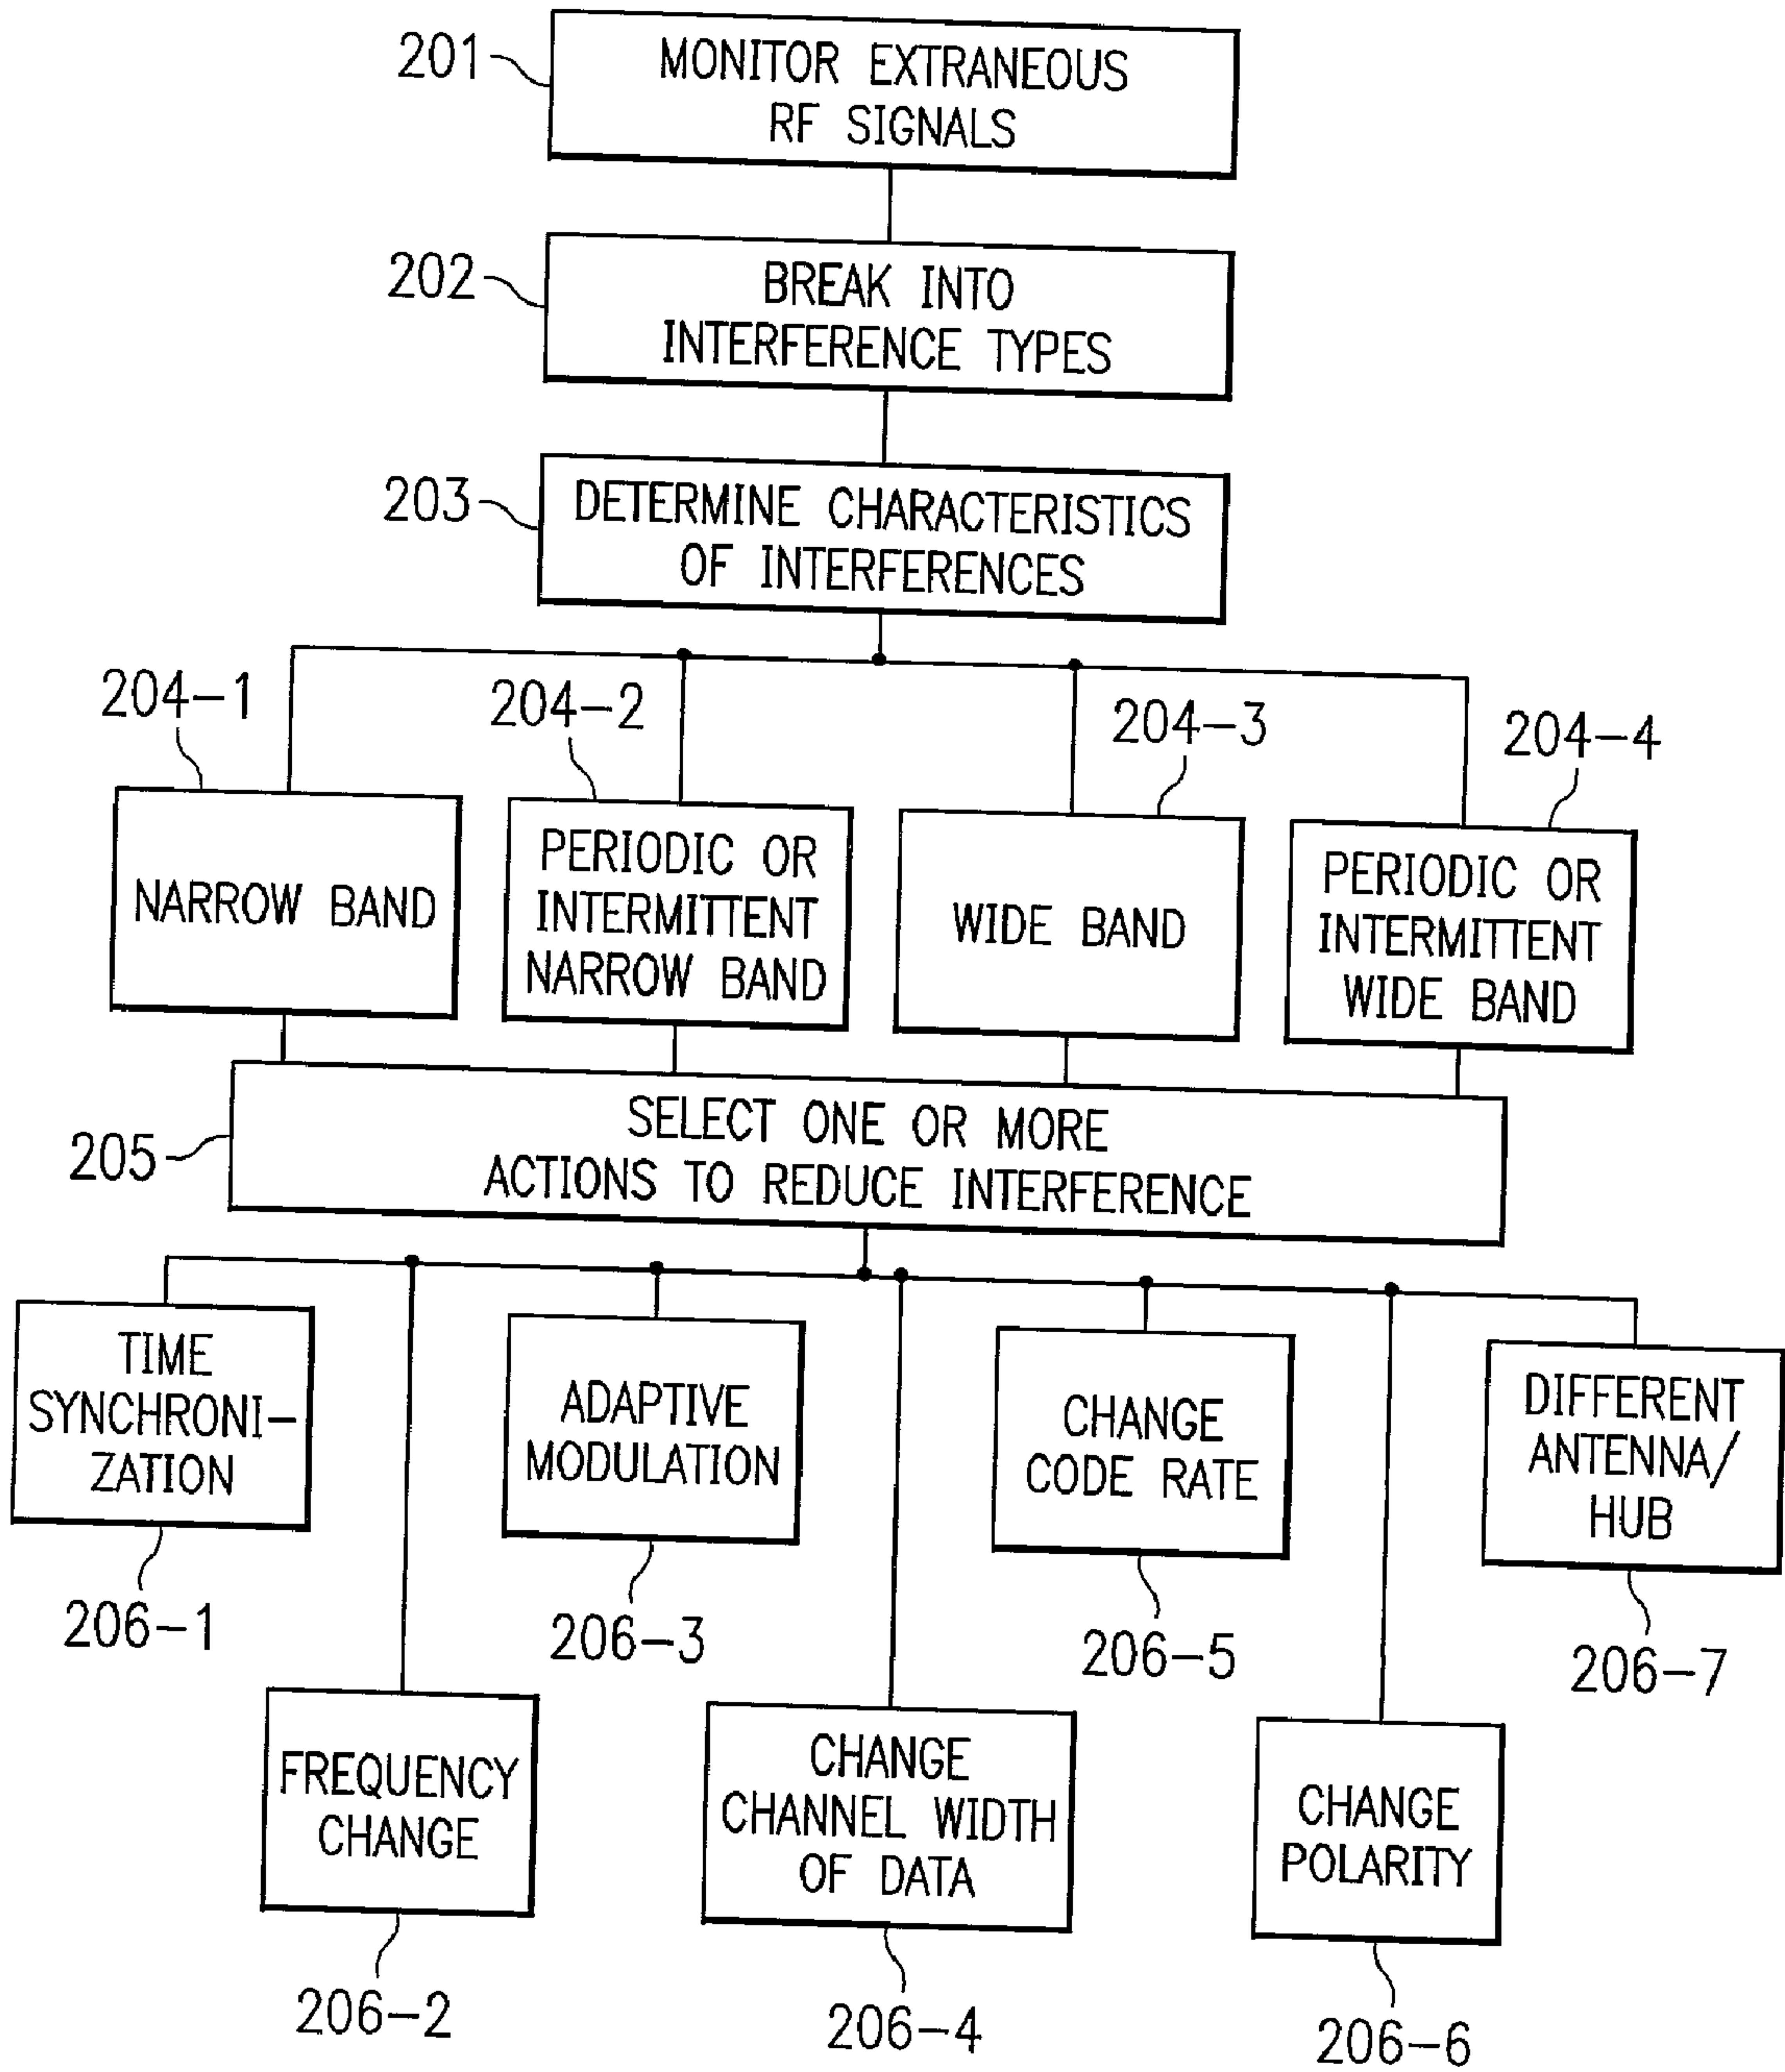 201
MONITOR EXTRANEOUS
RF SIGNALS
202
BREAK INTO
INTERFERENCE TYPES
203
DETERMINE CHARACTERISTICS
OF INTERFERENCES
204-1
204-2
204-3
204-4
NARROW BAND
PERIODIC OR
INTERMITTENT
NARROW BAND
WIDE BAND
PERIODIC OR
INTERMITTENT
WIDE BAND
205
SELECT ONE OR MORE
ACTIONS TO REDUCE INTERFERENCE
TIME
SYNCHRONI-
ZATION
206-1
ADAPTIVE
MODULATION
206-3
CHANGE
CODE RATE
206-5
DIFFERENT
ANTENNA/
HUB
206-7
FREQUENCY
CHANGE
206-2
CHANGE
CHANNEL WIDTH
OF DATA
206-4
CHANGE
POLARITY
206-6